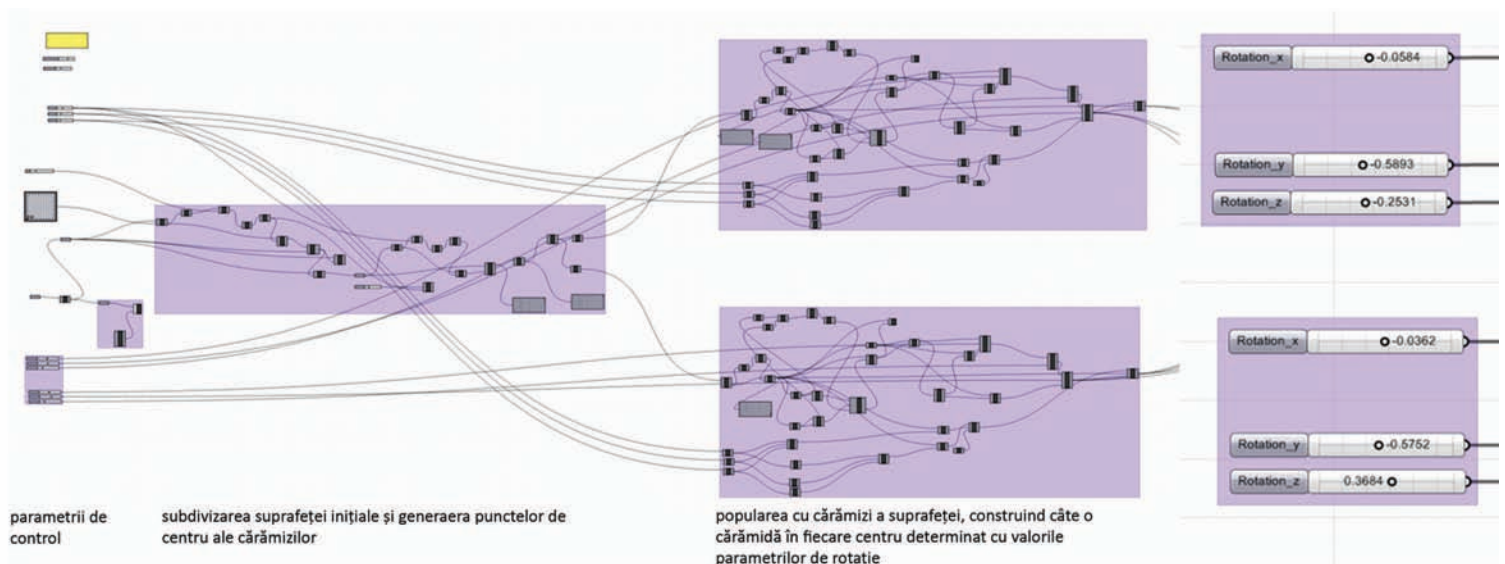 Rotation_x
-0.0584
Rotation_y
-0.5893
Rotation_z
-0.2531
Rotation_x
-0.0362
Rotation_y
-0.5752
Rotation_z
0.3684
parametrii de
control
subdivizarea suprafeței inițiale și generaera punctelor de
centru ale cărămizilor
popularea cu cărămizi a suprafeței, construind câte o
cărămidă în fiecare centru determinat cu valorile
parametrilor de rotație